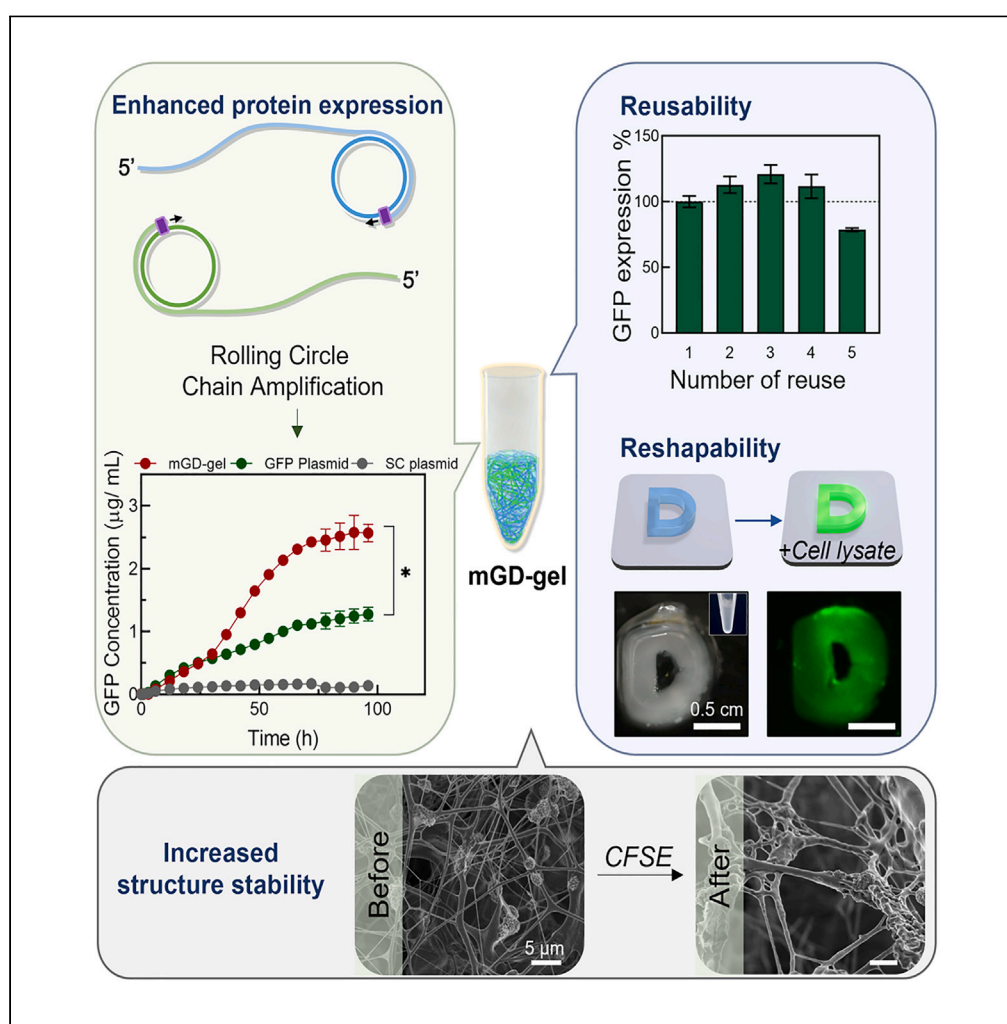 Enhanced protein expression
5’
5’
Rolling Circle
Chain Amplification
mGD-gel
GFP Plasmid
SC plasmid
GFP Concentration (µg/ mL)
3
2
1
0
*
0
50
100
Time (h)
mGD-gel
Reusability
GFP expression %
150
100
50
0
1
2
3
4
5
Number of reuse
Reshapability
+Cell lysate
0.5 cm
Increased
structure stability
Before
5 µm
CFSE
After